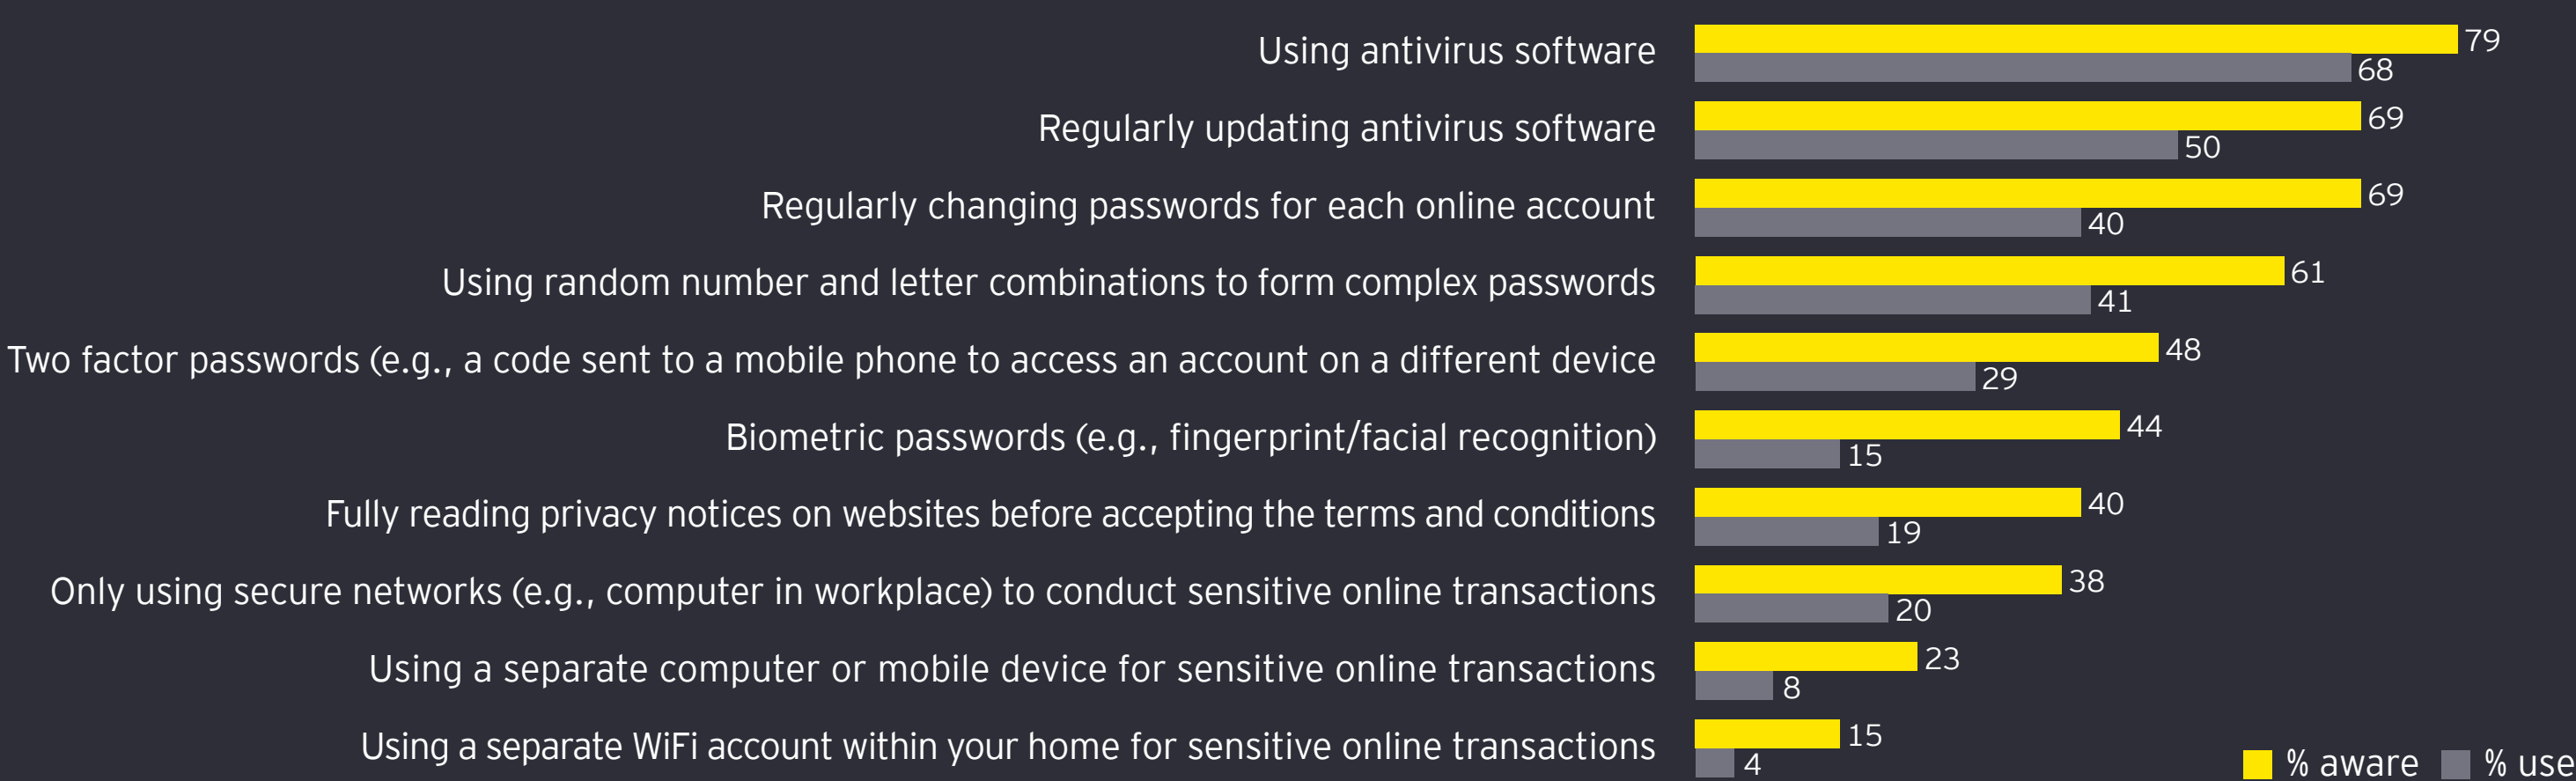 Using antivirus software 79
68
Regularly updating antivirus software 69
50
Regularly changing passwords for each online account 69
40
Using random number and letter combinations to form complex passwords 61
41
Two factor passwords (e.g., a code sent to a mobile phone to access an account on a different device 48
29
Biometric passwords (e.g., fingerprint/facial recognition) 44
15
Fully reading privacy notices on websites before accepting the terms and conditions 40
19
Only using secure networks (e.g., computer in workplace) to conduct sensitive online transactions 38
20
Using a separate computer or mobile device for sensitive online transactions 23
8
Using a separate WiFi account within your home for sensitive online transactions 15
4
% aware % use